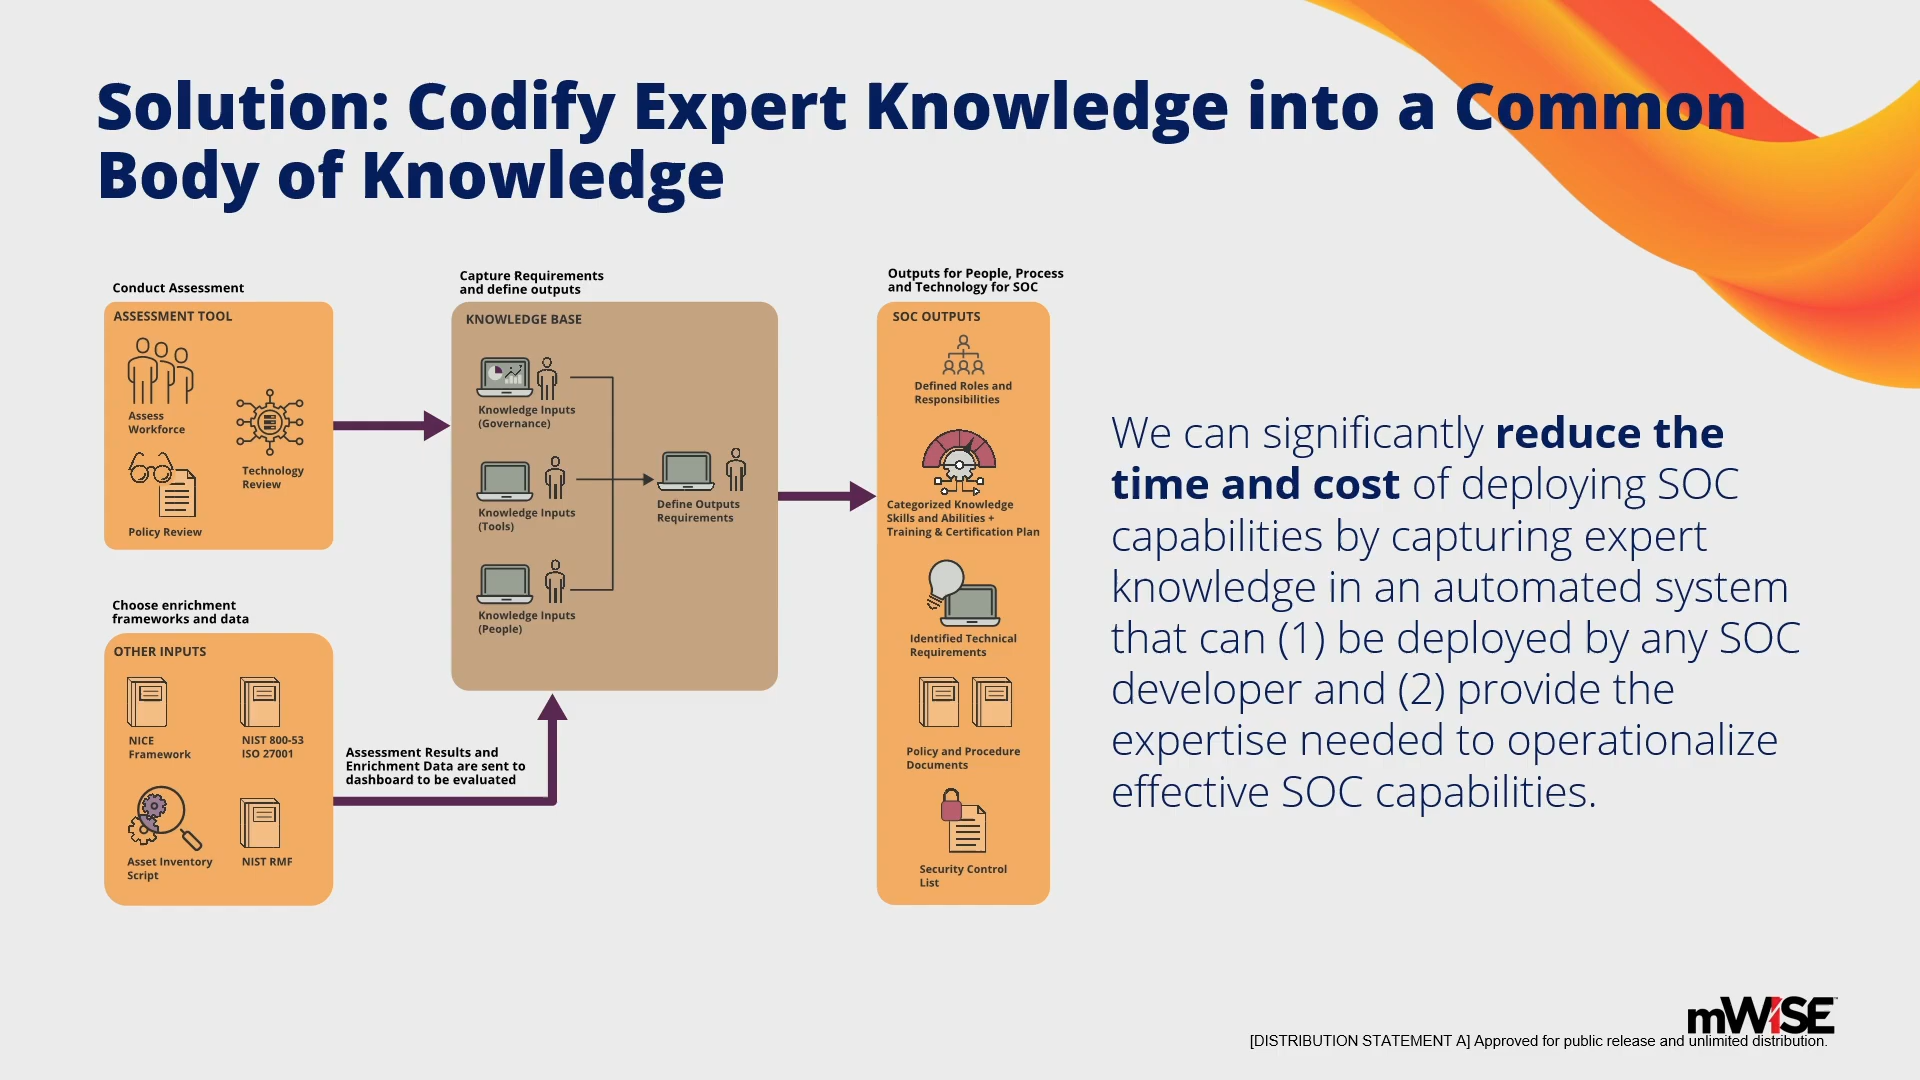 Solution: Codify Expert Knowledge into a Common
Body of Knowledge
Conduct Assessment
ASSESSMENT TOOL
Assess
Workforce
Technology
Review
Policy Review
Choose enrichment
frameworks and data
OTHER INPUTS
NICE
Framework
NIST 800-53
ISO 27001
Asset Inventory
Script
NIST RMF
Assessment Results and
Enrichment Data are sent to
dashboard to be evaluated
Capture Requirements
and define outputs
KNOWLEDGE BASE
Knowledge Inputs
(Governance)
Knowledge Inputs
(Tools)
Knowledge Inputs
(People)
Define Outputs
Requirements
Outputs for People, Process
and Technology for SOC
SOC OUTPUTS
Defined Roles and
Responsibilities
Categorized Knowledge
Skills and Abilities +
Training & Certification Plan
Identified Technical
Requirements
Policy and Procedure
Documents
Security Control
List
We can significantly reduce the
time and cost of deploying SOC
capabilities by capturing expert
knowledge in an automated system
that can (1) be deployed by any SOC
developer and (2) provide the
expertise needed to operationalize
effective SOC capabilities.
mWISE
[DISTRIBUTION STATEMENT A] Approved for public release and unlimited distribution.